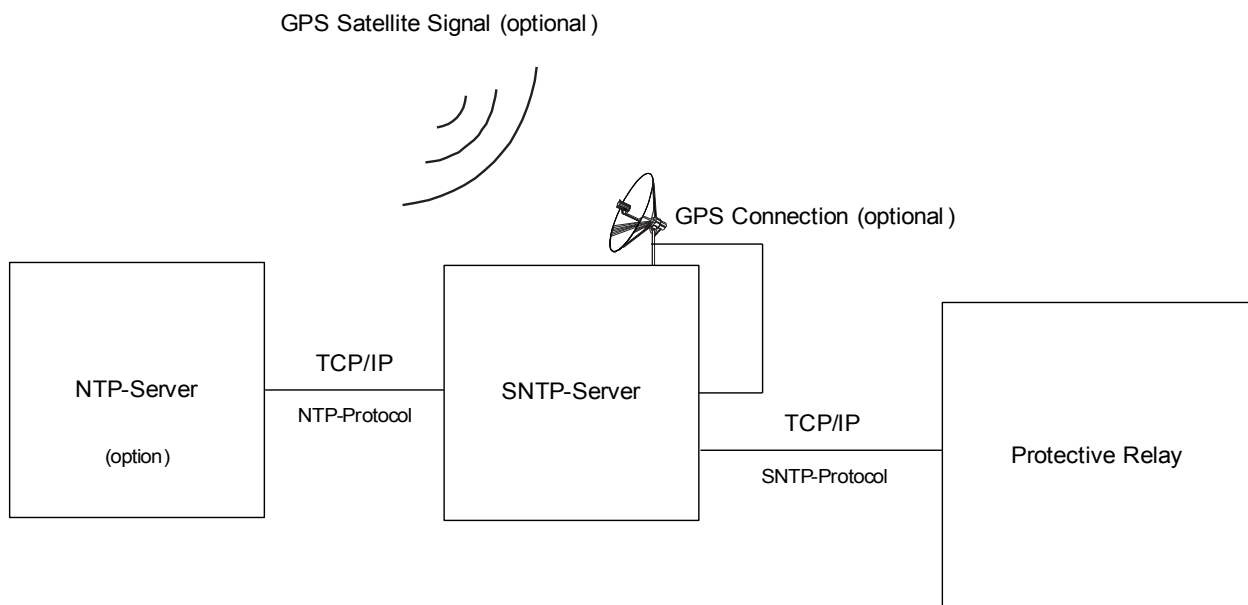 GPS Satellite Signal (optional)
GPS Connection (optional)
NTP-Server
(option)
TCP/IP
NTP-Protocol
SNTP-Server
TCP/IP
SNTP-Protocol
Protective Relay